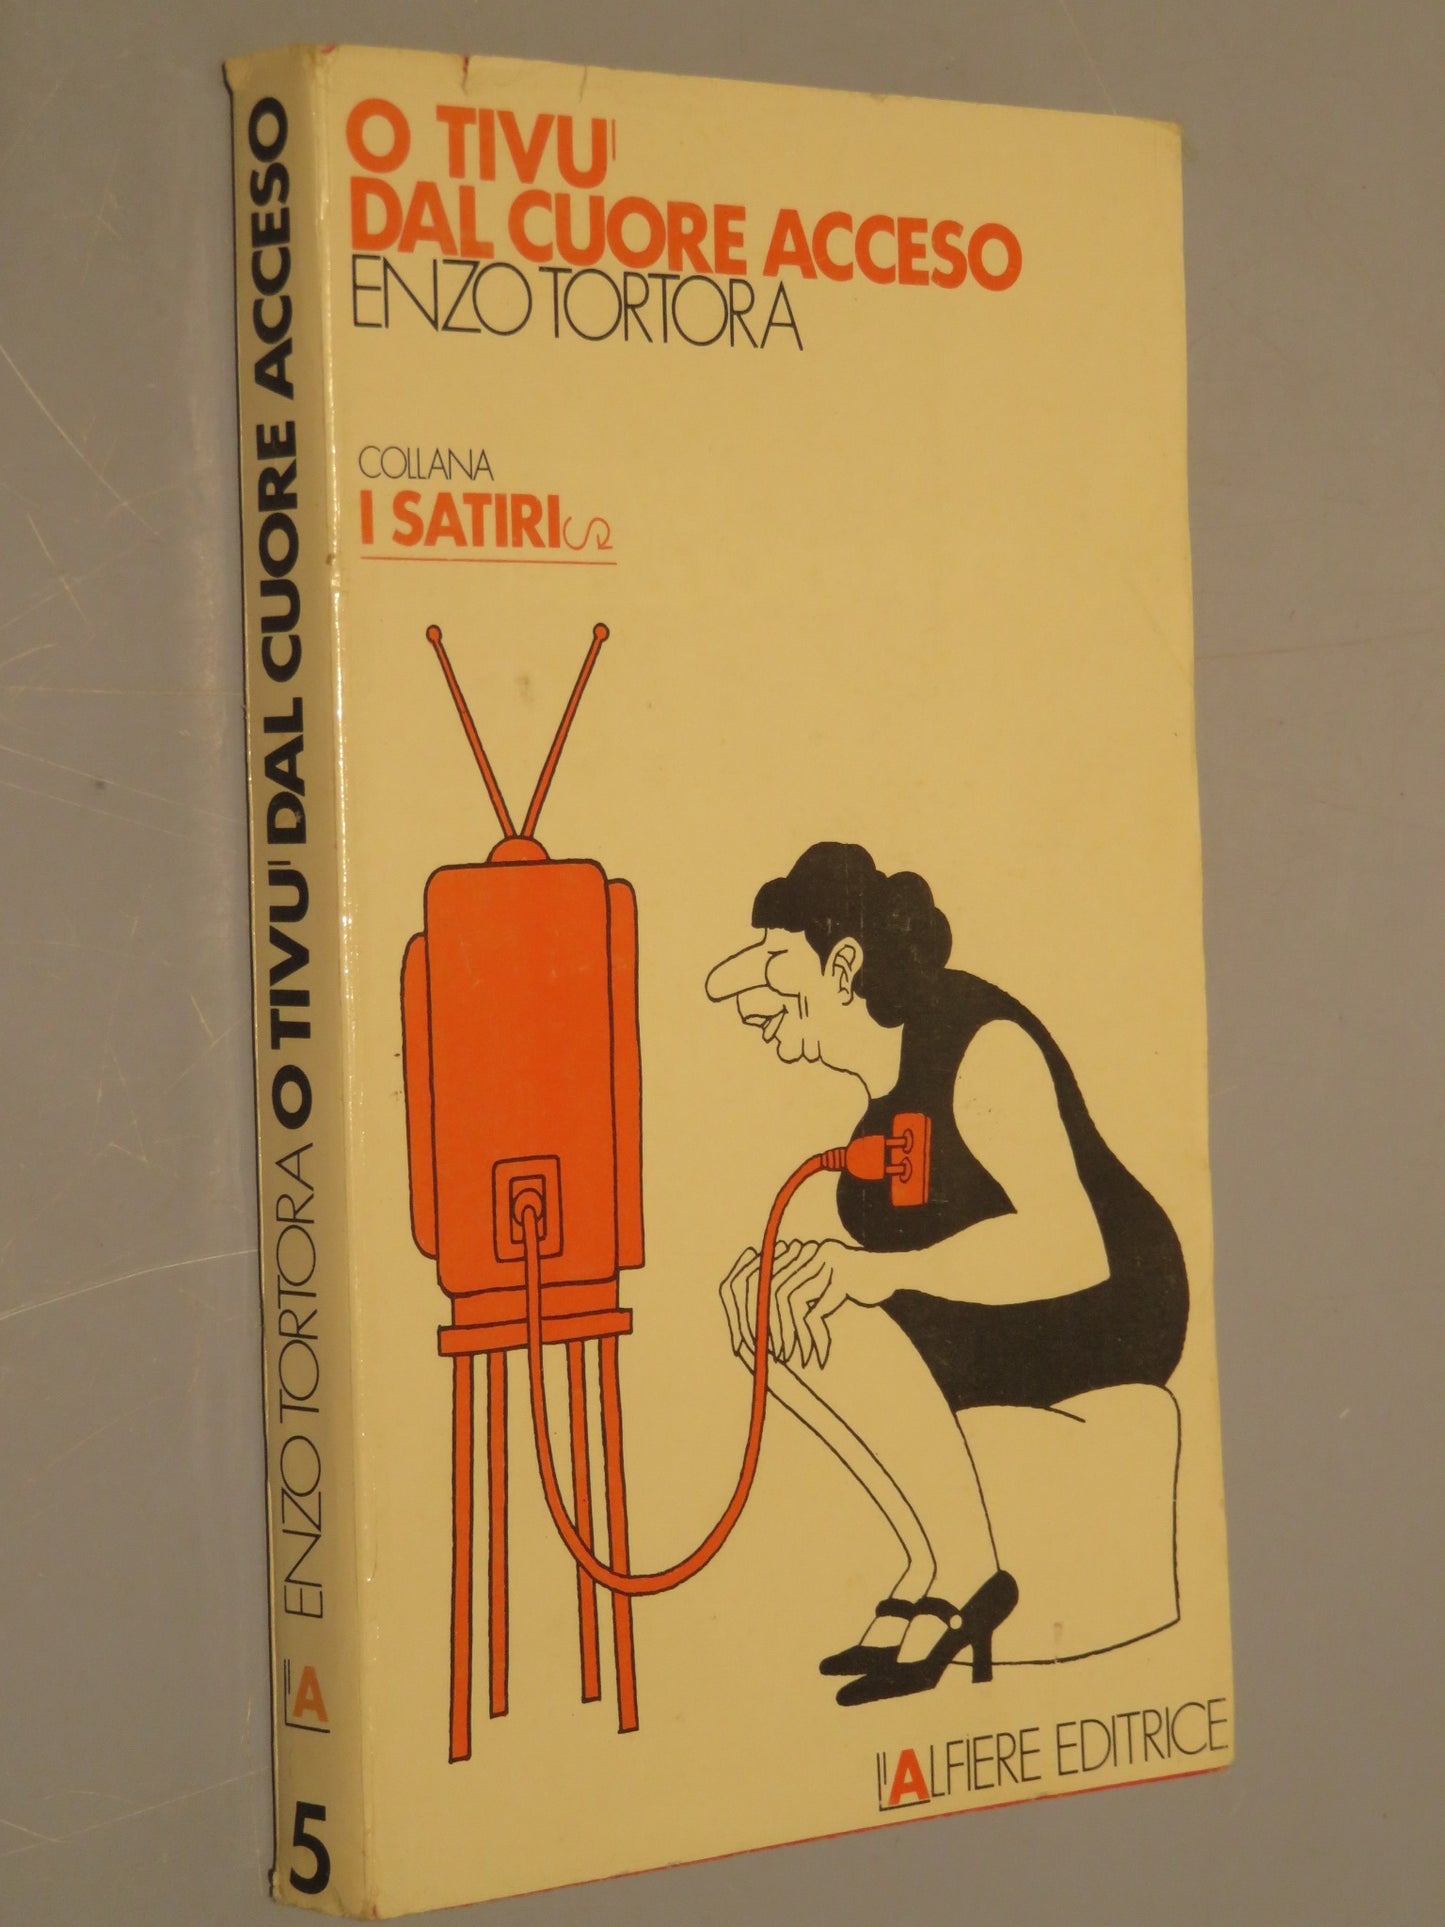 O TIVU'
DAL CUORE ACCESO
ENZO TORTORA
COLLANA
I SATIRI
L'ALFIERE EDITRICE
L'A ENZO TORTORA O TIVU' DAL CUORE ACCESO
5